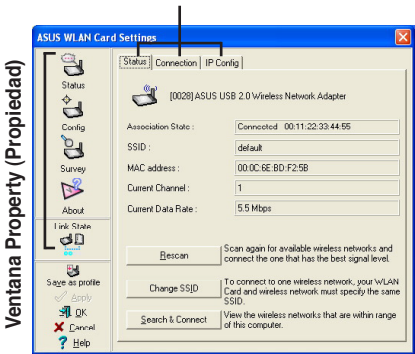 Ventana Property (Propiedad)
ASUS WLAN Card Settings
Status
Config
Survey
About
Link State
Save as profile
Apply
OK
Cancel
Help
Status Connection IP Config
[0028] ASUS USB 2.0 Wireless Network Adapter
Association State : Connected 00:11:22:33:44:55
SSID : default
MAC address : 00:0C:6E:BD:F2:5B
Current Channel : 1
Current Data Rate : 5.5 Mbps
Rescan
Scan again for available wireless networks and
connect the one that has the best signal level.
Change SSID
To connect to one wireless network, your WLAN
Card and wireless network must specify the same
SSID.
Search & Connect
View the wireless networks that are within range
of this computer.